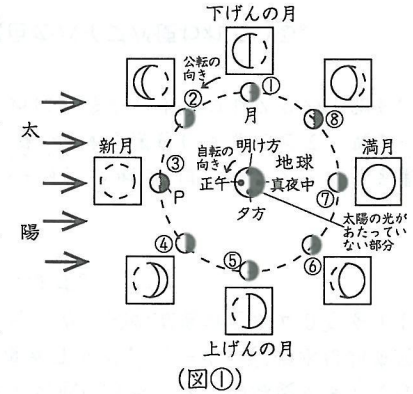 下げんの月
公転の
向き
①
②
月
⑧
太
新月
③
自転の
向き
明け方
地球
満月
正午
真夜中
P
⑦
夕方
太陽の光
があたってい
ない部分
陽
④
⑤
⑥
上げんの月
(図①)